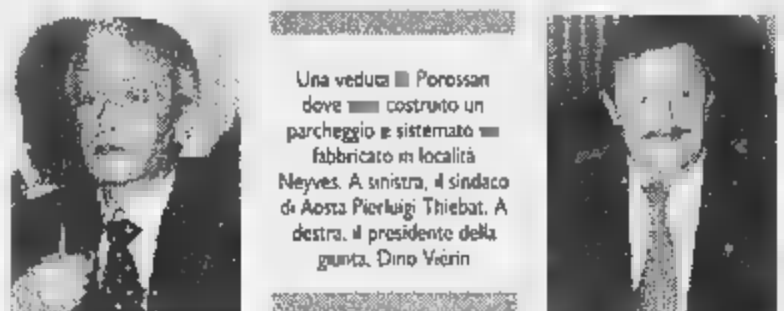 Una veduta Porossan
dove costruito un
parcheggio e sistemato
fabbricato in località
Neyves. A sinistra, il sindaco
di Aosta Pierluigi Thiebat. A
destra, il presidente della
giunta, Dino Viérin